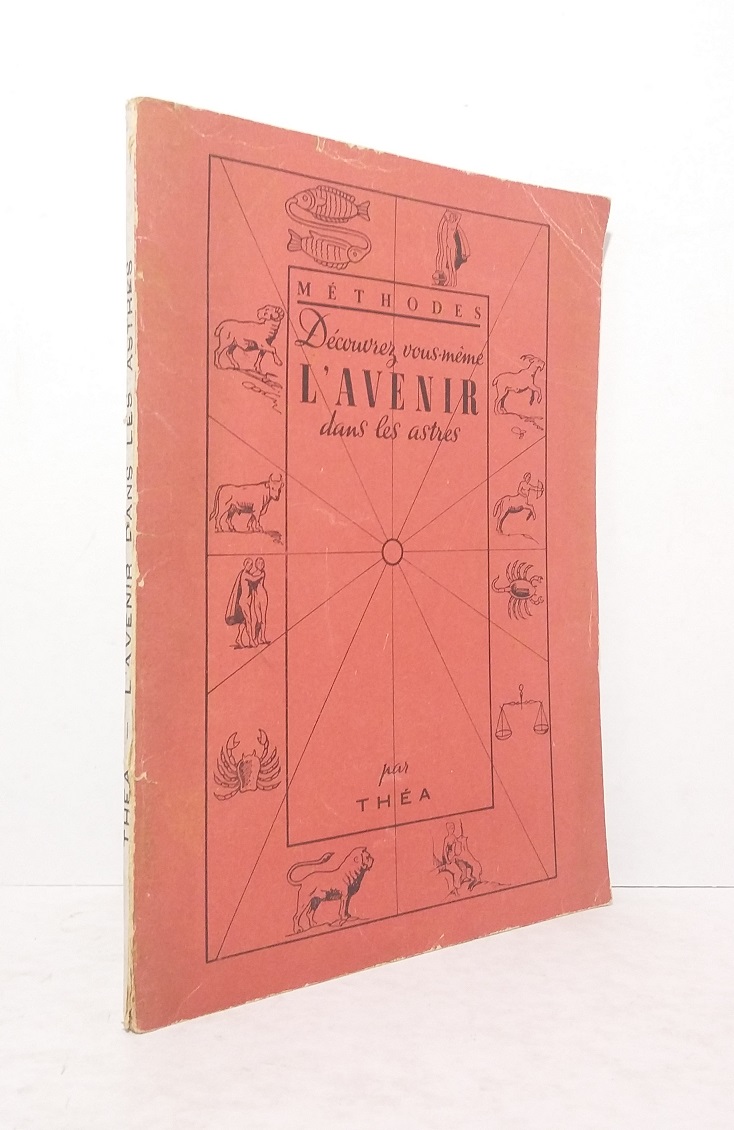 MÉTHODES
Découvrez vous-même
L'AVENIR
dans les astres
par
THÉA
THÉA — L'AVENIR DANS LES ASTRES